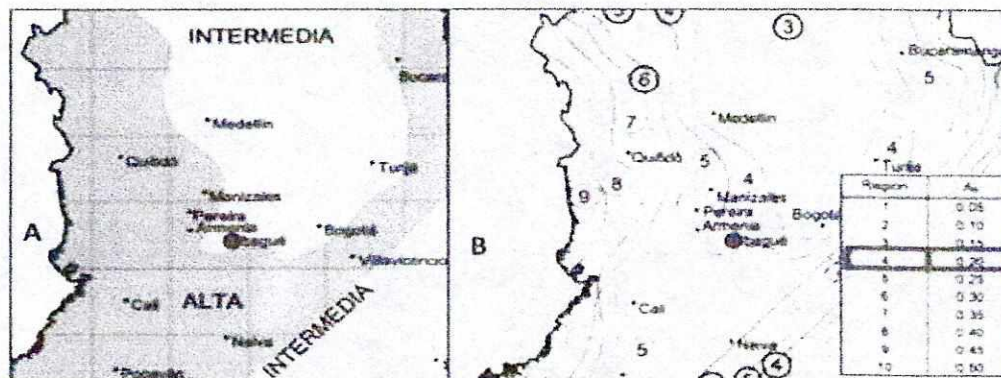 INTERMEDIA
Medellin
Quibdó
Tunja
Manizales
Pereira
Armenia
A
Ibagué
Bogotá
Villavicencio
ALTA
Cali
Neiva
INTERMEDIA
4
3
Bucaramanga
5
6
7
Medellin
4
Quibdó
5
Tunja
8
4
9
Manizales
Pereira
Bogotá
B
Armenia
Ibagué
Cali
5
Neiva
4
Region Aa
1 0.05
2 0.10
3 0.15
4 0.20
5 0.25
6 0.30
7 0.35
8 0.40
9 0.45
10 0.50